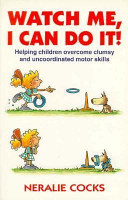 WATCH ME,
I CAN DO IT!
Helping children overcome clumsy
and uncoordinated motor skills
NERALIE COCKS